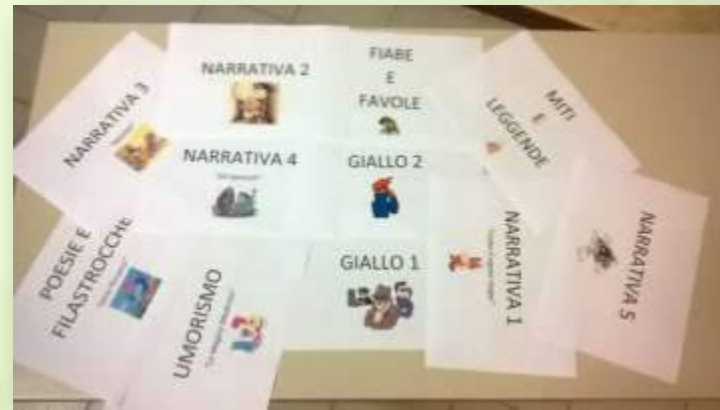 NARRATIVA 3
NARRATIVA 2
FIABE
E
FAVOLE
MITI
E
LEGGENDE
NARRATIVA 4
GIALLO 2
NARRATIVA 1
NARRATIVA 5
POESIE E
FILASTROCCHE
UMORISMO
GIALLO 1